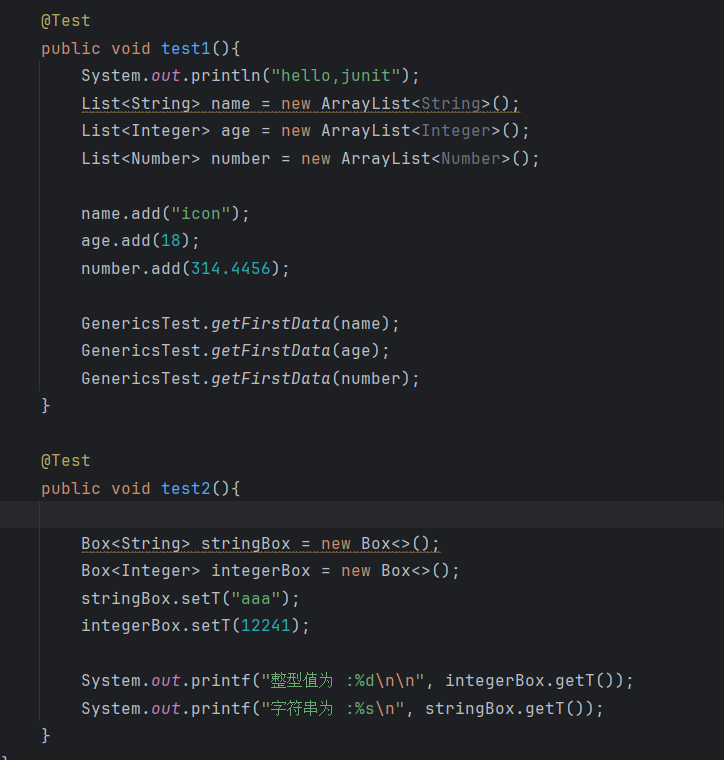 @Test
public void test1(){
System.out.println("hello,junit");
List<String> name = new ArrayList<String>();
List<Integer> age = new ArrayList<Integer>();
List<Number> number = new ArrayList<Number>();
name.add("icon");
age.add(18);
number.add(314.4456);
GenericsTest.getFirstData(name);
GenericsTest.getFirstData(age);
GenericsTest.getFirstData(number);
}
@Test
public void test2(){
Box<String> stringBox = new Box<>();
Box<Integer> integerBox = new Box<>();
stringBox.setT("aaa");
integerBox.setT(12241);
System.out.printf("整型值为 :%d\n\n", integerBox.getT());
System.out.printf("字符串为 :%s\n", stringBox.getT());
}